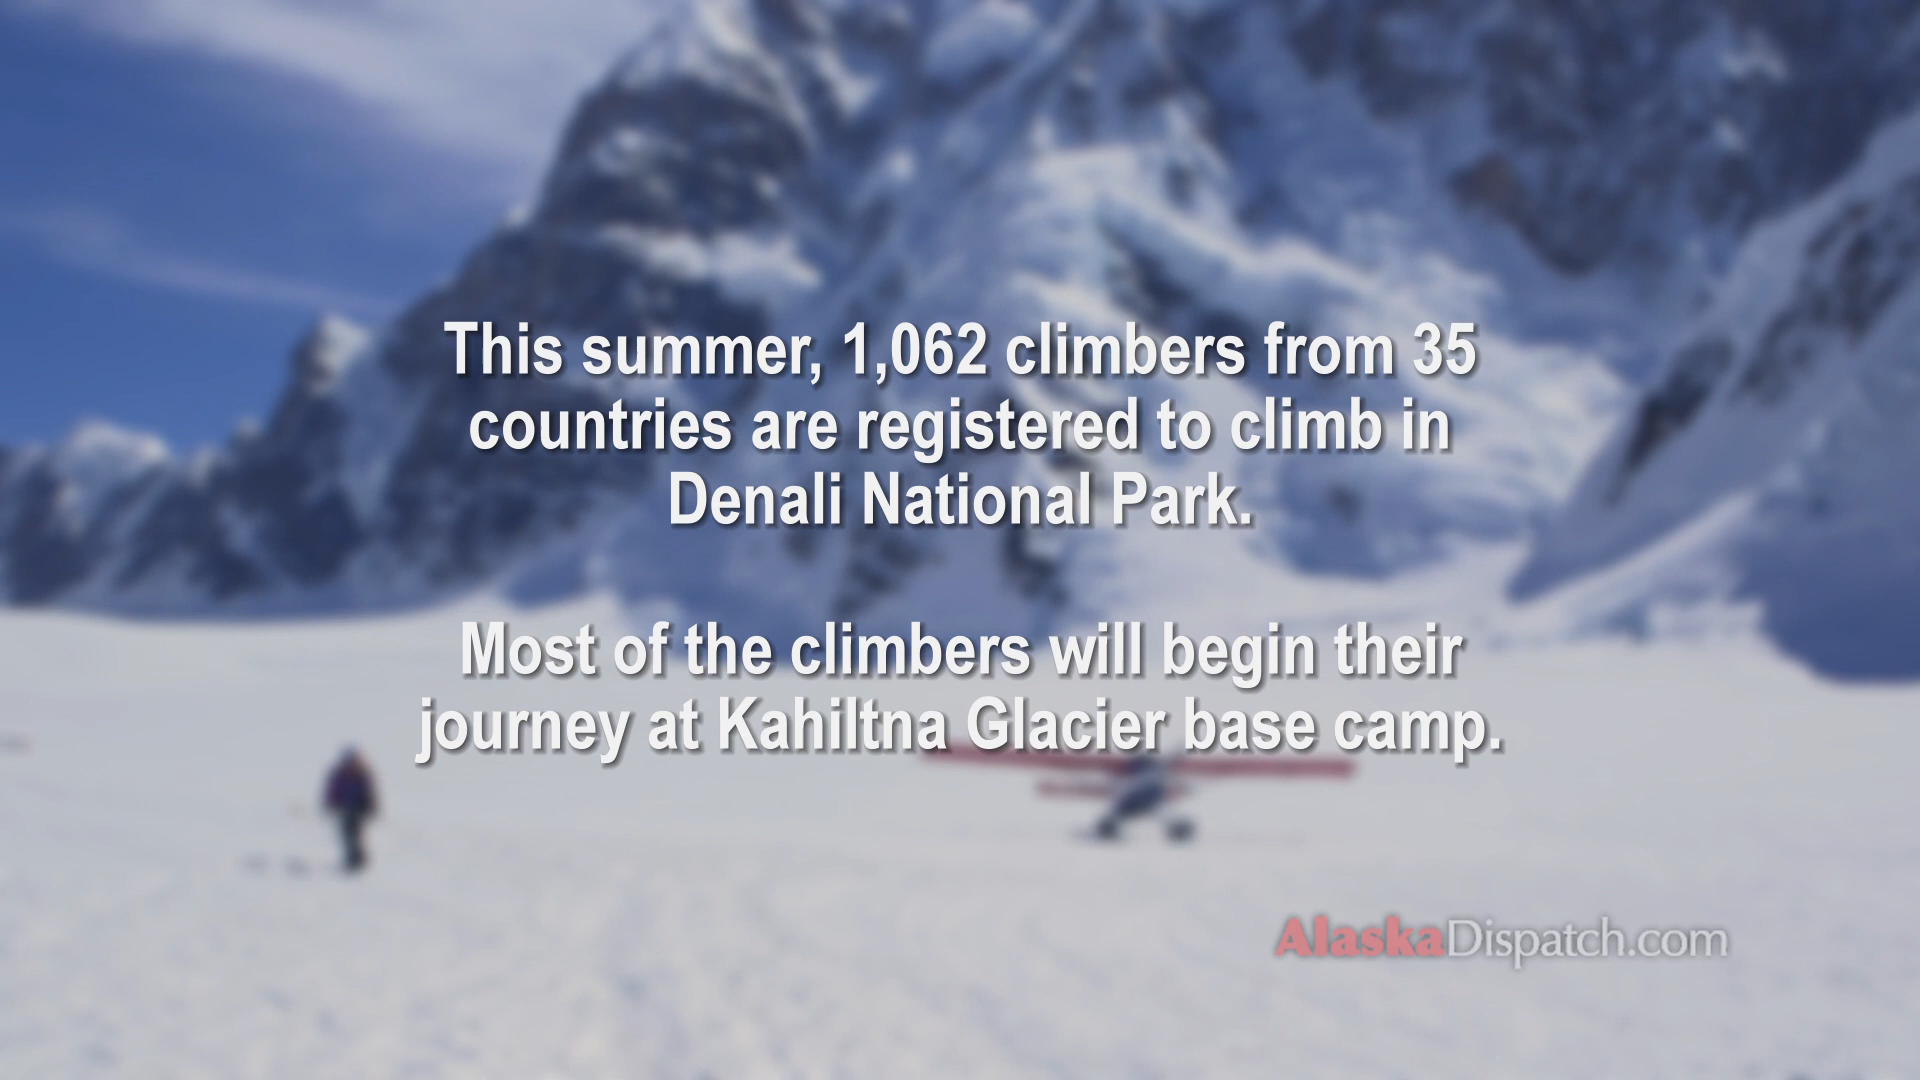 This summer, 1,062 climbers from 35
countries are registered to climb in
Denali National Park.
Most of the climbers will begin their
journey at Kahiltna Glacier base camp.
AlaskaDispatch.com